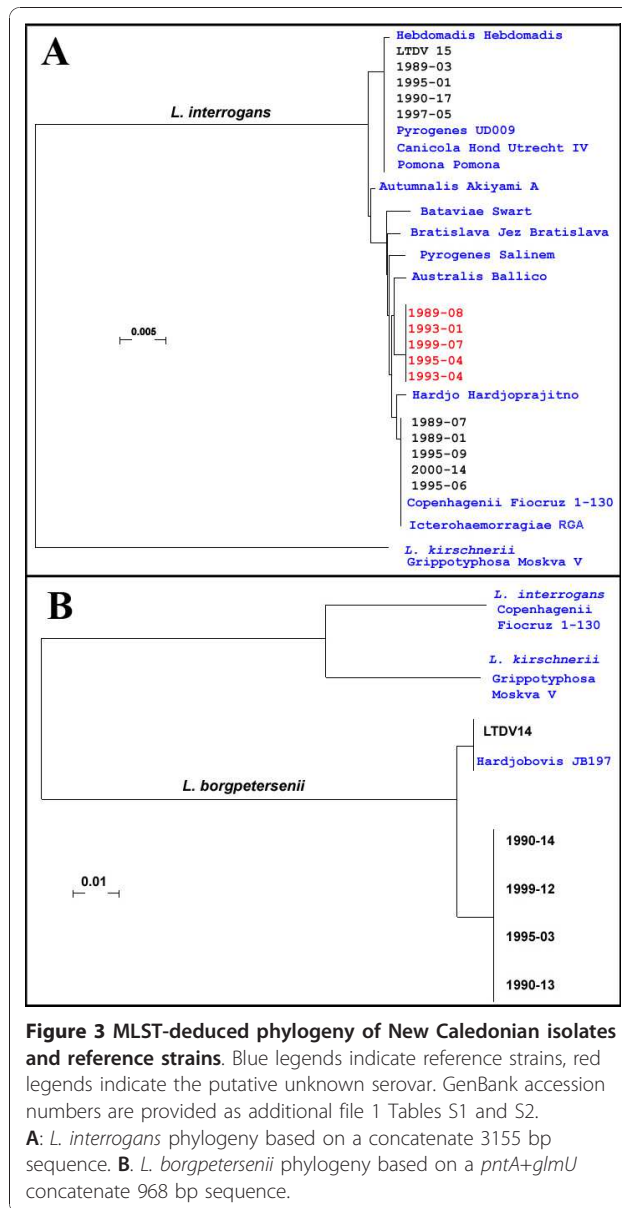 A
Hebdomadis Hebdomadis
LTDV 15
1989-03
1995-01
1990-17
1997-05
L. interrogans
Pyrogenes UD009
Canicola Hond Utrecht IV
Pomona Pomona
Autumnalis Akiyami A
Bataviae Swart
Bratislava Jez Bratislava
Pyrogenes Salinem
Australis Ballico
1989-08
1993-01
1999-07
1995-04
1993-04
0.005
Hardjo Hardjoprajitno
1989-07
1989-01
1995-09
2000-14
1995-06
Copenhagenii Fiocruz 1-130
Icterohaemorragiae RGA
L. kirschnerii
Grippotyphosa Moskva V
B
L. interrogans
Copenhagenii
Fiocruz 1-130
L. kirschnerii
Grippotyphosa
Moskva V
LTDV14
Hardjobovis JB197
L. borgpetersenii
1990-14
1999-12
1995-03
1990-13
0.01
Figure 3 MLST-deduced phylogeny of New Caledonian isolates
and reference strains. Blue legends indicate reference strains, red
legends indicate the putative unknown serovar. GenBank accession
numbers are provided as additional file 1 Tables S1 and S2.
A: L. interrogans phylogeny based on a concatenate 3155 bp
sequence. B. L. borgpetersenii phylogeny based on a pntA+glmU
concatenate 968 bp sequence.